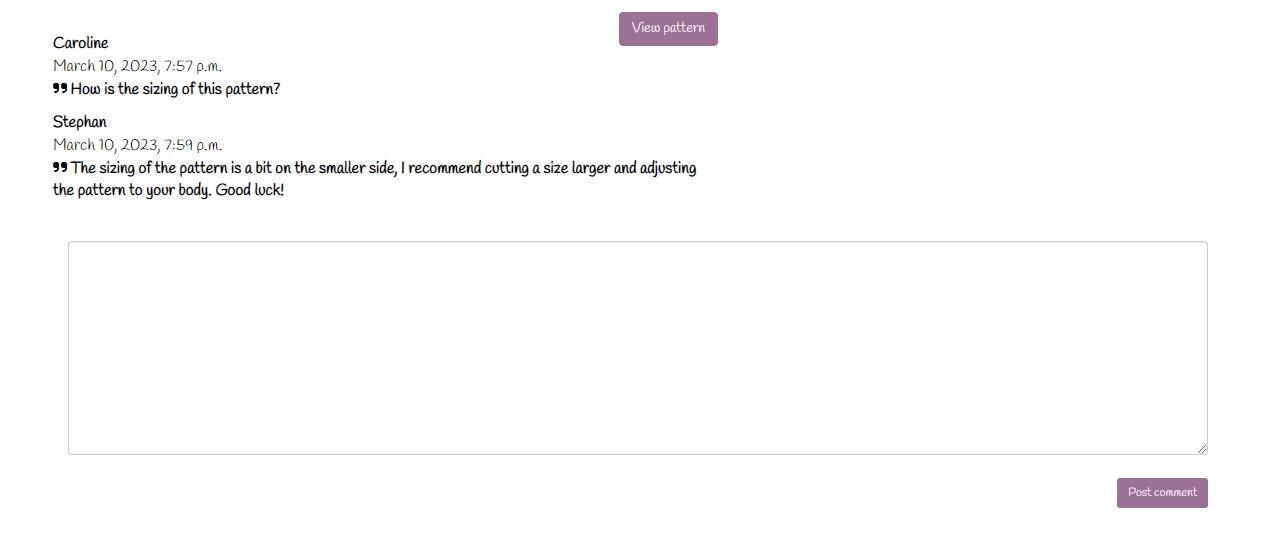 View pattern
Caroline
March 10, 2023, 7:57 p.m.
❟❟ How is the sizing of this pattern?
Stephan
March 10, 2023, 7:59 p.m.
❟❟ The sizing of the pattern is a bit on the smaller side, I recommend cutting a size larger and adjusting
the pattern to your body. Good luck!
Post comment